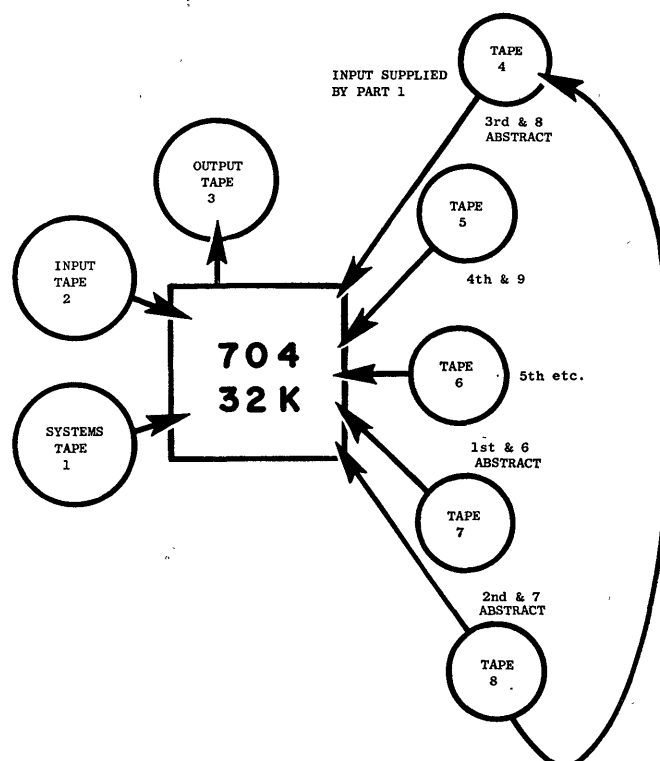 TAPE
4
INPUT SUPPLIED
BY PART 1
3rd & 8
ABSTRACT
OUTPUT
TAPE
3
TAPE
5
INPUT
TAPE
2
4th & 9
704
32K
TAPE
6
5th etc.
SYSTEMS
TAPE
1
1st & 6
ABSTRACT
TAPE
7
2nd & 7
ABSTRACT
TAPE
8